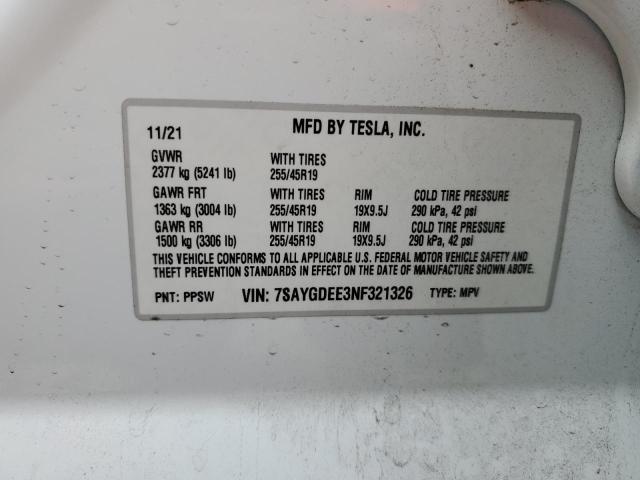 11/21 MFD BY TESLA, INC.
GVWR WITH TIRES
2377 kg (5241 lb) 255/45R19
GAWR FRT WITH TIRES RIM COLD TIRE PRESSURE
1363 kg (3004 lb) 255/45R19 19X9.5J 290 kPa, 42 psi
GAWR RR WITH TIRES RIM COLD TIRE PRESSURE
1500 kg (3306 lb) 255/45R19 19X9.5J 290 kPa, 42 psi
THIS VEHICLE CONFORMS TO ALL APPLICABLE U.S. FEDERAL MOTOR VEHICLE SAFETY AND
THEFT PREVENTION STANDARDS IN EFFECT ON THE DATE OF MANUFACTURE SHOWN ABOVE.
PNT: PPSW VIN: 7SAYGDEE3NF321326 TYPE: MPV